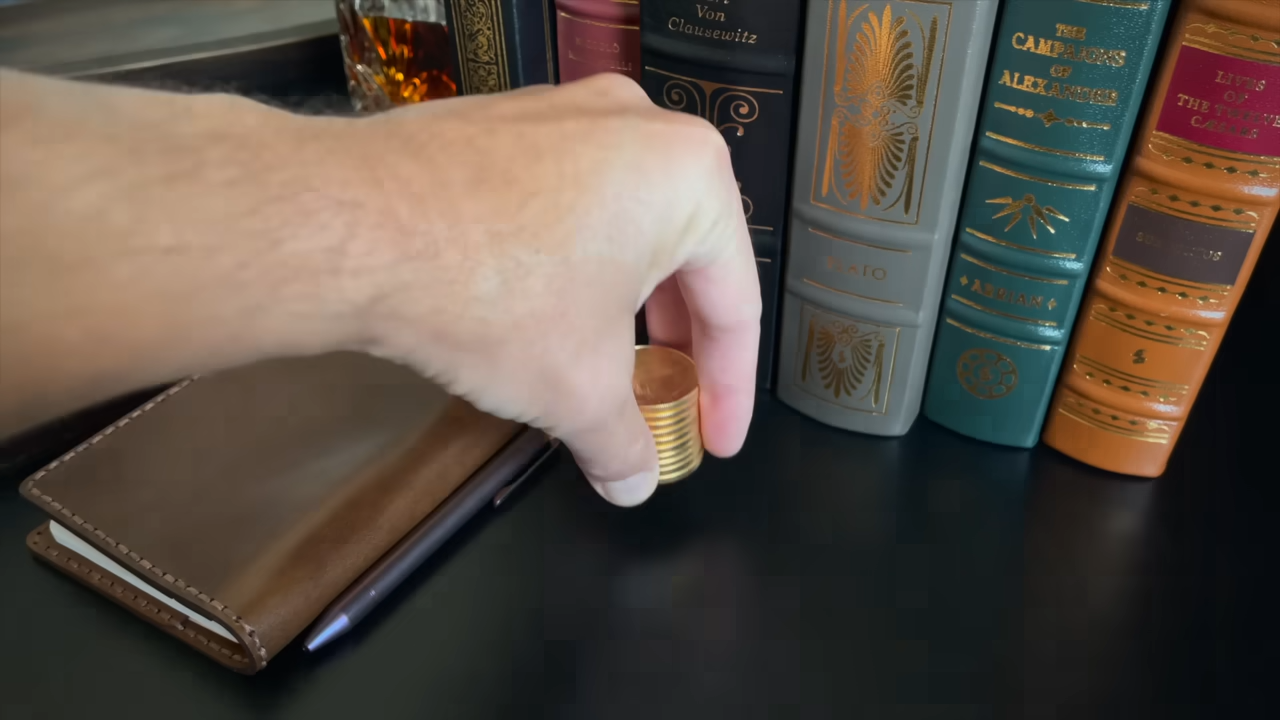 Von
Clausewitz
PLATO
THE
CAMPAIGNS
OF
ALEXANDER
ARRIAN
LIVES
OF
THE TWELVE
CAESARS